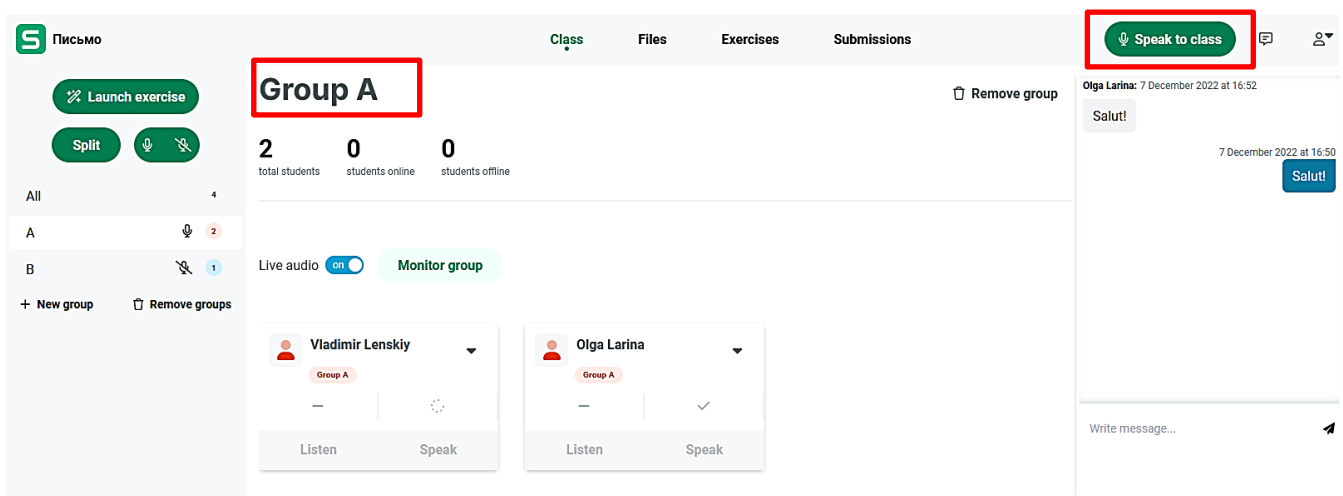 S Письмо
Class Files Exercises Submissions
Speak to class
Launch exercise
Split
All 4
A 2
B 1
+ New group Remove groups
Group A
Remove group
2 0 0
total students students online students offline
Live audio on Monitor group
Vladimir Lenskiy
Group A
Listen Speak
Olga Larina
Group A
Listen Speak
Olga Larina: 7 December 2022 at 16:52
Salut!
7 December 2022 at 16:50
Salut!
Write message...